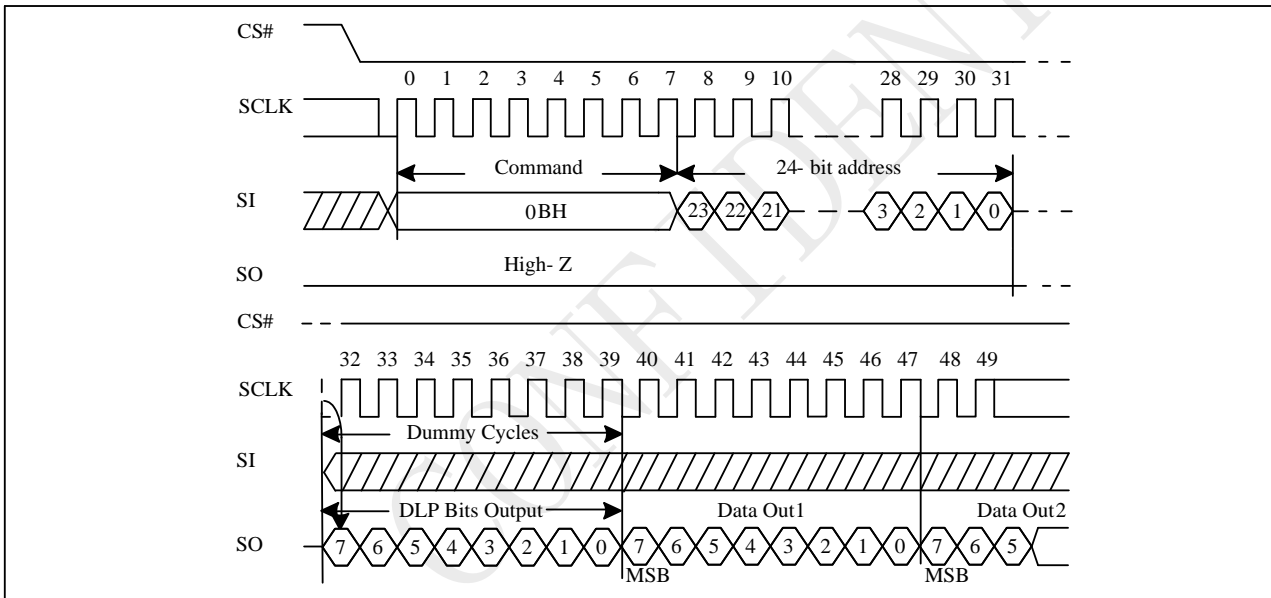 CS#
0 1 2 3 4 5 6 7 8 9 10 28 29 30 31
SCLK
Command 24- bit address
SI
0BH 23 22 21 3 2 1 0
High- Z
SO
CS#
32 33 34 35 36 37 38 39 40 41 42 43 44 45 46 47 48 49
SCLK
Dummy Cycles
SI
DLP Bits Output Data Out1 Data Out2
SO 7 6 5 4 3 2 1 0 7 6 5 4 3 2 1 0 7 6 5
MSB MSB
CONFIDENT